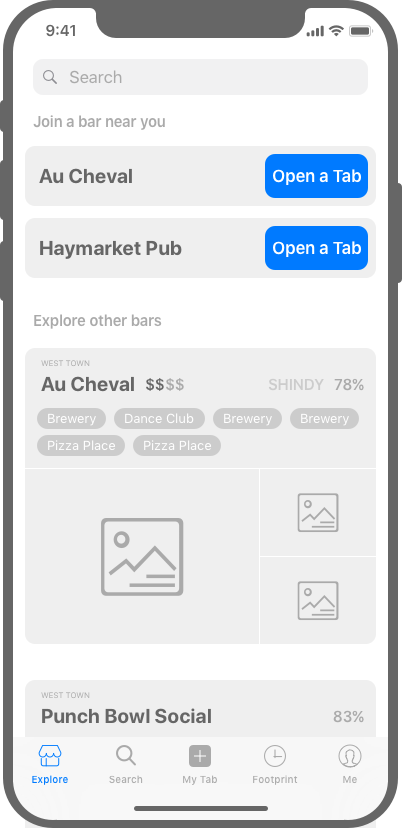 9:41
Search
Join a bar near you
Au Cheval Open a Tab
Haymarket Pub Open a Tab
Explore other bars
WEST TOWN
Au Cheval $$$$ SHINDY 78%
Brewery Dance Club Brewery Brewery
Pizza Place Pizza Place
WEST TOWN
Punch Bowl Social 83%
Explore Search My Tab Footprint Me